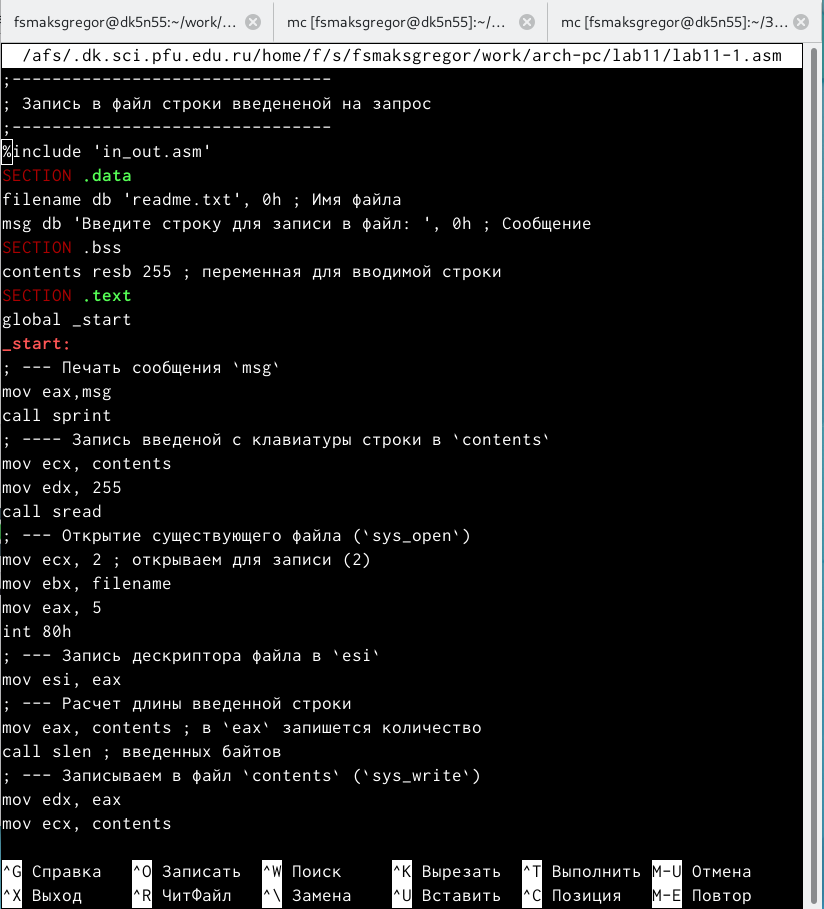 fsmaksgregor@dk5n55:~/work/... mc [fsmaksgregor@dk5n55]:~/... mc [fsmaksgregor@dk5n55]:~/3...
/afs/.dk.sci.pfu.edu.ru/home/f/s/fsmaksgregor/work/arch-pc/lab11/lab11-1.asm
;--------------------------------
; Запись в файл строки введененой на запрос
;--------------------------------
%include 'in_out.asm'
SECTION .data
filename db 'readme.txt', 0h ; Имя файла
msg db 'Введите строку для записи в файл: ', 0h ; Сообщение
SECTION .bss
contents resb 255 ; переменная для вводимой строки
SECTION .text
global _start
_start:
; --- Печать сообщения `msg`
mov eax,msg
call sprint
; ---- Запись введеной с клавиатуры строки в `contents`
mov ecx, contents
mov edx, 255
call sread
; --- Открытие существующего файла (`sys_open`)
mov ecx, 2 ; открываем для записи (2)
mov ebx, filename
mov eax, 5
int 80h
; --- Запись дескриптора файла в `esi`
mov esi, eax
; --- Расчет длины введенной строки
mov eax, contents ; в `eax` запишется количество
call slen ; введенных байтов
; --- Записываем в файл `contents` (`sys_write`)
mov edx, eax
mov ecx, contents
^G Справка ^O Записать ^W Поиск ^K Вырезать ^T Выполнить M-U Отмена
^X Выход ^R ЧитФайл ^\ Замена ^U Вставить ^C Позиция M-E Повтор